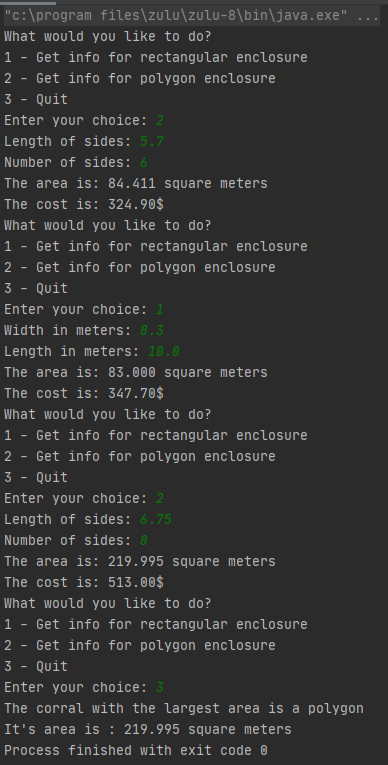 "c:\program files\zulu\zulu-8\bin\java.exe" ...
What would you like to do?
1 - Get info for rectangular enclosure
2 - Get info for polygon enclosure
3 - Quit
Enter your choice: 2
Length of sides: 5.7
Number of sides: 6
The area is: 84.411 square meters
The cost is: 324.90$
What would you like to do?
1 - Get info for rectangular enclosure
2 - Get info for polygon enclosure
3 - Quit
Enter your choice: 1
Width in meters: 8.3
Length in meters: 10.0
The area is: 83.000 square meters
The cost is: 347.70$
What would you like to do?
1 - Get info for rectangular enclosure
2 - Get info for polygon enclosure
3 - Quit
Enter your choice: 2
Length of sides: 6.75
Number of sides: 8
The area is: 219.995 square meters
The cost is: 513.00$
What would you like to do?
1 - Get info for rectangular enclosure
2 - Get info for polygon enclosure
3 - Quit
Enter your choice: 3
The corral with the largest area is a polygon
It's area is : 219.995 square meters
Process finished with exit code 0